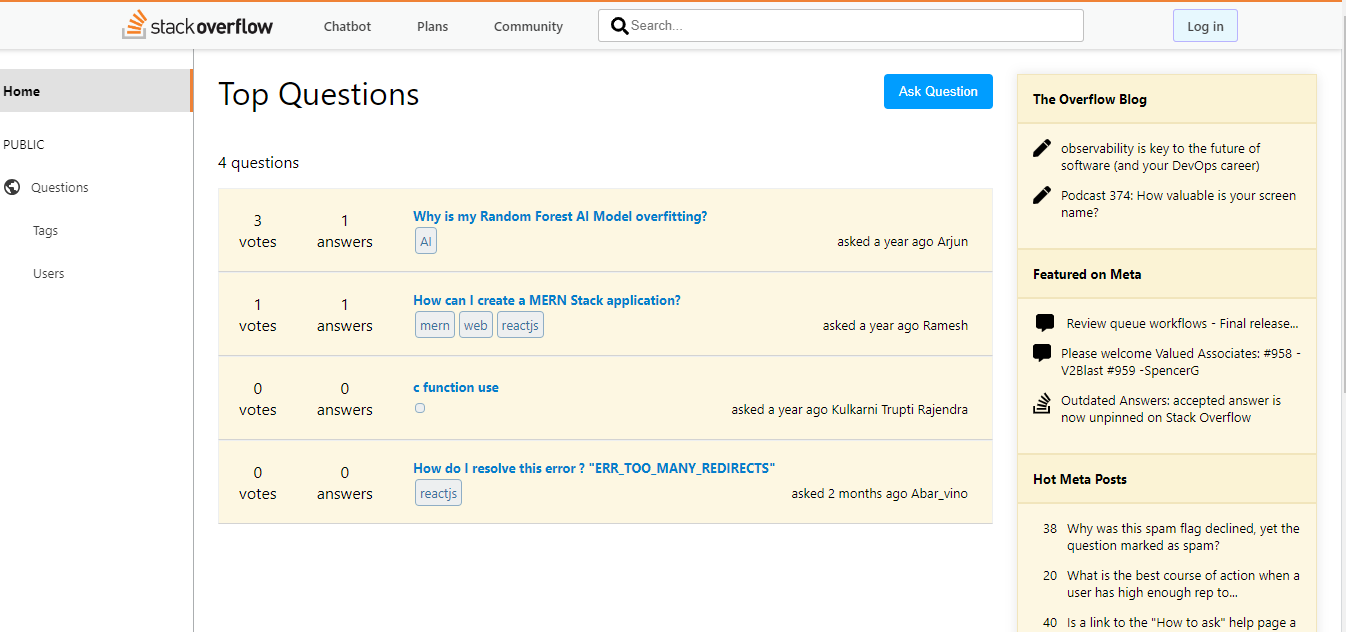 stackoverflow
Chatbot
Plans
Community
Search...
Log in
Home
PUBLIC
Questions
Tags
Users
Top Questions
Ask Question
4 questions
3
votes
1
answers
Why is my Random Forest AI Model overfitting?
AI
asked a year ago Arjun
1
votes
1
answers
How can I create a MERN Stack application?
mern
web
reactjs
asked a year ago Ramesh
0
votes
0
answers
c function use
asked a year ago Kulkarni Trupti Rajendra
0
votes
0
answers
How do I resolve this error ? "ERR_TOO_MANY_REDIRECTS"
reactjs
asked 2 months ago Abar_vino
The Overflow Blog
observability is key to the future of
software (and your DevOps career)
Podcast 374: How valuable is your screen
name?
Featured on Meta
Review queue workflows - Final release...
Please welcome Valued Associates: #958 -
V2Blast #959 -SpencerG
Outdated Answers: accepted answer is
now unpinned on Stack Overflow
Hot Meta Posts
38 Why was this spam flag declined, yet the
question marked as spam?
20 What is the best course of action when a
user has high enough rep to...
40 Is a link to the "How to ask" help page a